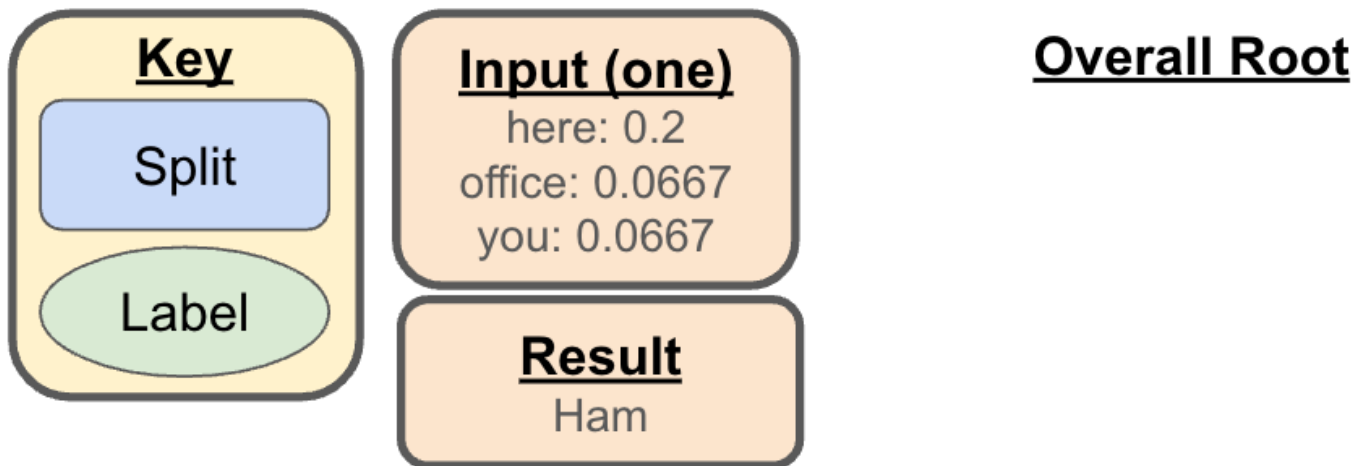 Key
Split
Label
Input (one)
here: 0.2
office: 0.0667
you: 0.0667
Result
Ham
Overall Root